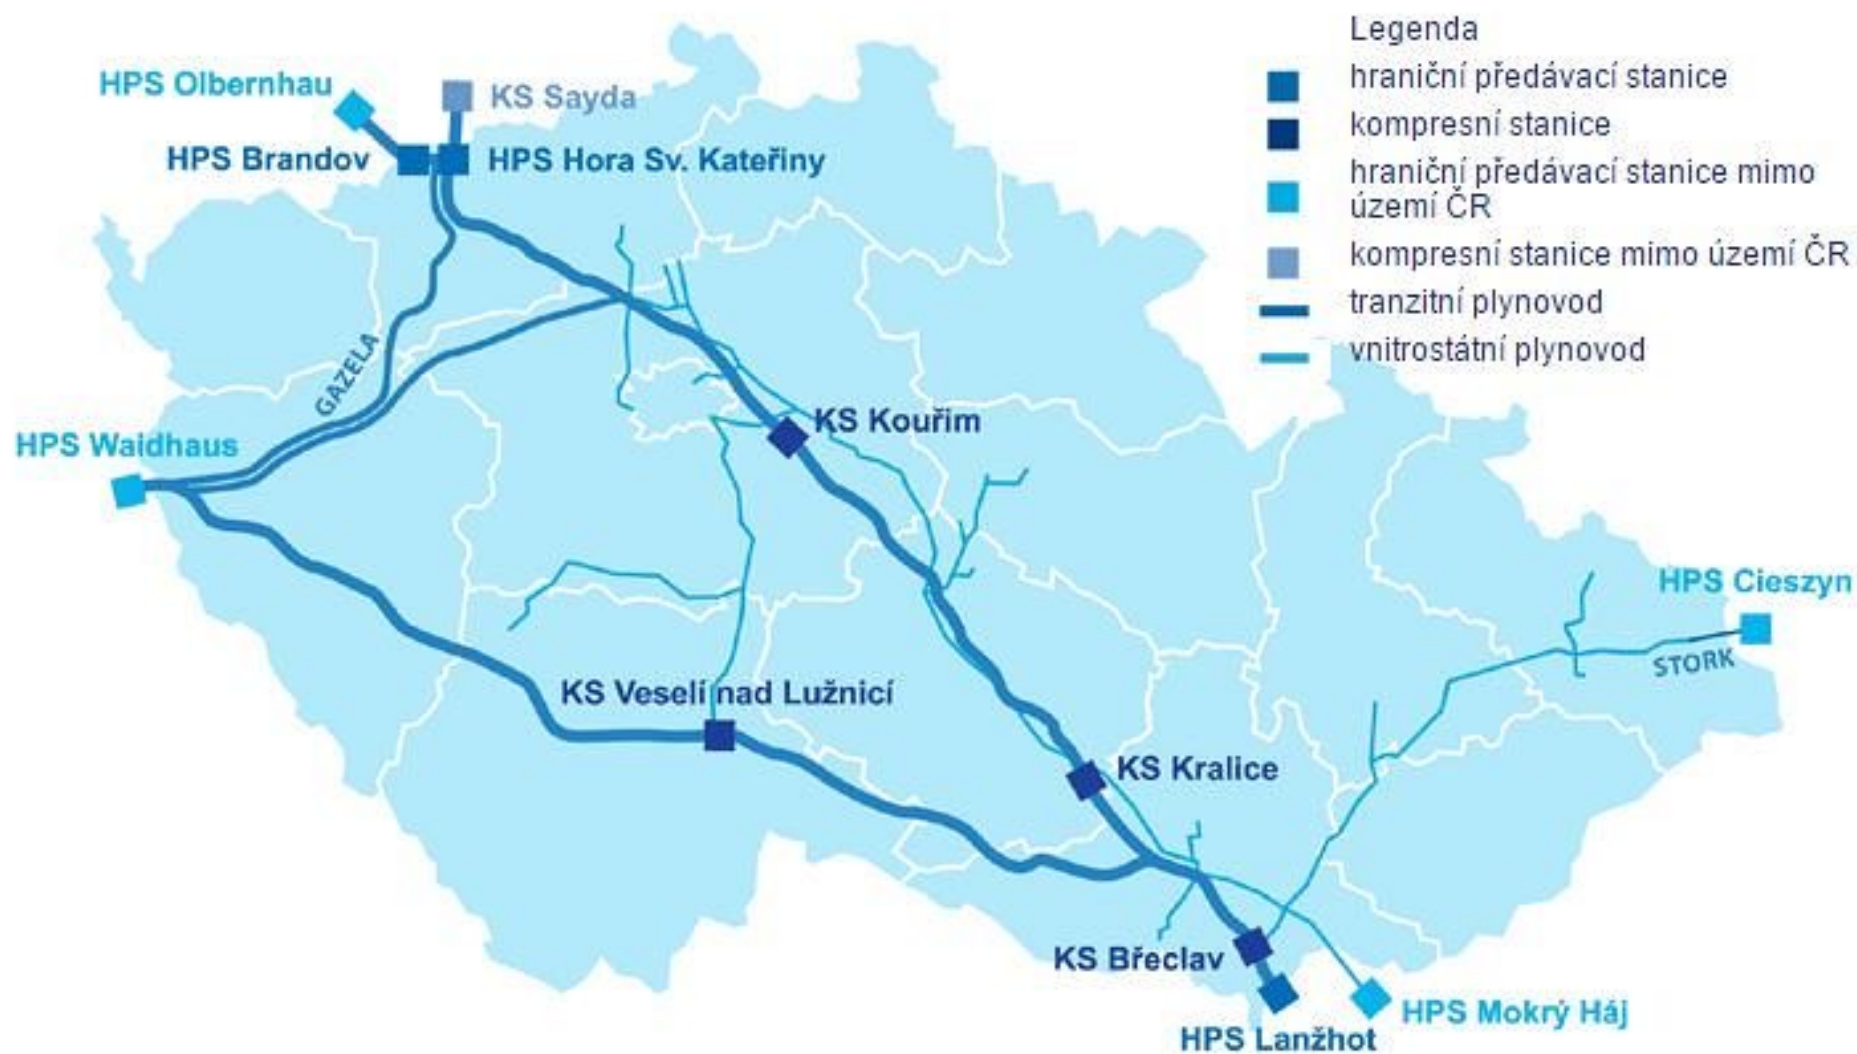 Legenda
hraniční předávací stanice
kompresní stanice
hraniční předávací stanice mimo
území ČR
kompresní stanice mimo území ČR
tranzitní plynovod
vnitrostátní plynovod
HPS Olbernhau
KS Sayda
HPS Brandov
HPS Hora Sv. Kateřiny
GAZELA
HPS Waidhaus
KS Kouřim
HPS Cieszyn
STORK
KS Veselí nad Lužnicí
KS Kralice
KS Břeclav
HPS Mokrý Háj
HPS Lanžhot